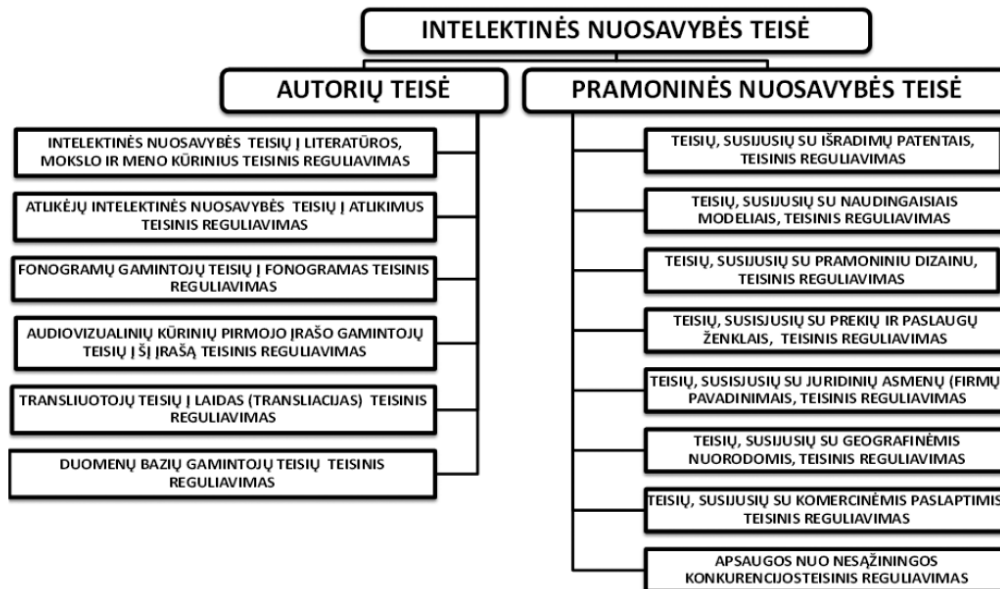 INTELEKTINĖS NUOSAVYBĖS TEISĖ
AUTORIŲ TEISĖ
INTELEKTINĖS NUOSAVYBĖS TEISIŲ Į LITERATŪROS,
MOKSLO IR MENO KŪRINIUS TEISINIS REGULIAVIMAS
ATLIKĖJŲ INTELEKTINĖS NUOSAVYBĖS TEISIŲ Į ATLIKIMUS
TEISINIS REGULIAVIMAS
FONOGRAMŲ GAMINTOJŲ TEISIŲ Į FONOGRAMAS TEISINIS
REGULIAVIMAS
AUDIOVIZUALINIŲ KŪRINIŲ PIRMOJO ĮRAŠO GAMINTOJŲ
TEISIŲ Į ŠĮ ĮRAŠĄ TEISINIS REGULIAVIMAS
TRANSLIUOTOJŲ TEISIŲ Į LAIDAS (TRANSLIACIJAS) TEISINIS
REGULIAVIMAS
DUOMENŲ BAZIŲ GAMINTOJŲ TEISIŲ TEISINIS
REGULIAVIMAS
PRAMONINĖS NUOSAVYBĖS TEISĖ
TEISIŲ, SUSIJUSIŲ SU IŠRADIMŲ PATENTAIS,
TEISINIS REGULIAVIMAS
TEISIŲ, SUSIJUSIŲ SU NAUDINGAISIAIS
MODELIAIS, TEISINIS REGULIAVIMAS
TEISIŲ, SUSIJUSIŲ SU PRAMONINIU DIZAINU,
TEISINIS REGULIAVIMAS
TEISIŲ, SUSISJUSIŲ SU PREKIŲ IR PASLAUGŲ
ŽENKLAIS, TEISINIS REGULIAVIMAS
TEISIŲ, SUSISJUSIŲ SU JURIDINIŲ ASMENŲ (FIRMŲ)
PAVADINIMAIS, TEISINIS REGULIAVIMAS
TEISIŲ, SUSIJUSIŲ SU GEOGRAFINĖMIS
NUORODOMIS, TEISINIS REGULIAVIMAS
TEISIŲ, SUSIJUSIŲ SU KOMERCINĖMIS PASLAPTIMIS
TEISINIS REGULIAVIMAS
APSAUGOS NUO NESĄŽININGOS
KONKURENCIJOSTEISINIS REGULIAVIMAS